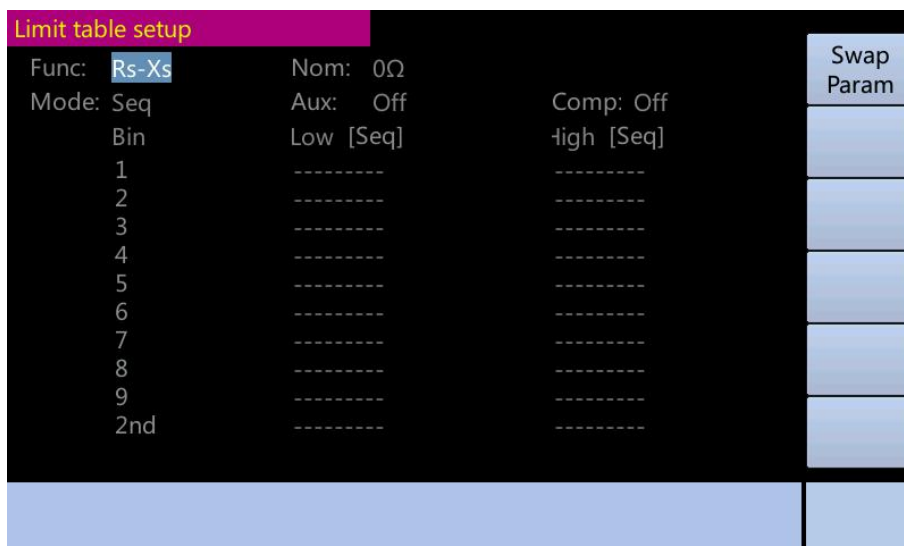 Limit table setup
Func: Rs-Xs Nom: 0Ω
Mode: Seq Aux: Off Comp: Off
Bin Low [Seq] High [Seq]
1 --------- ---------
2 --------- ---------
3 --------- ---------
4 --------- ---------
5 --------- ---------
6 --------- ---------
7 --------- ---------
8 --------- ---------
9 --------- ---------
2nd --------- ---------
Swap
Param